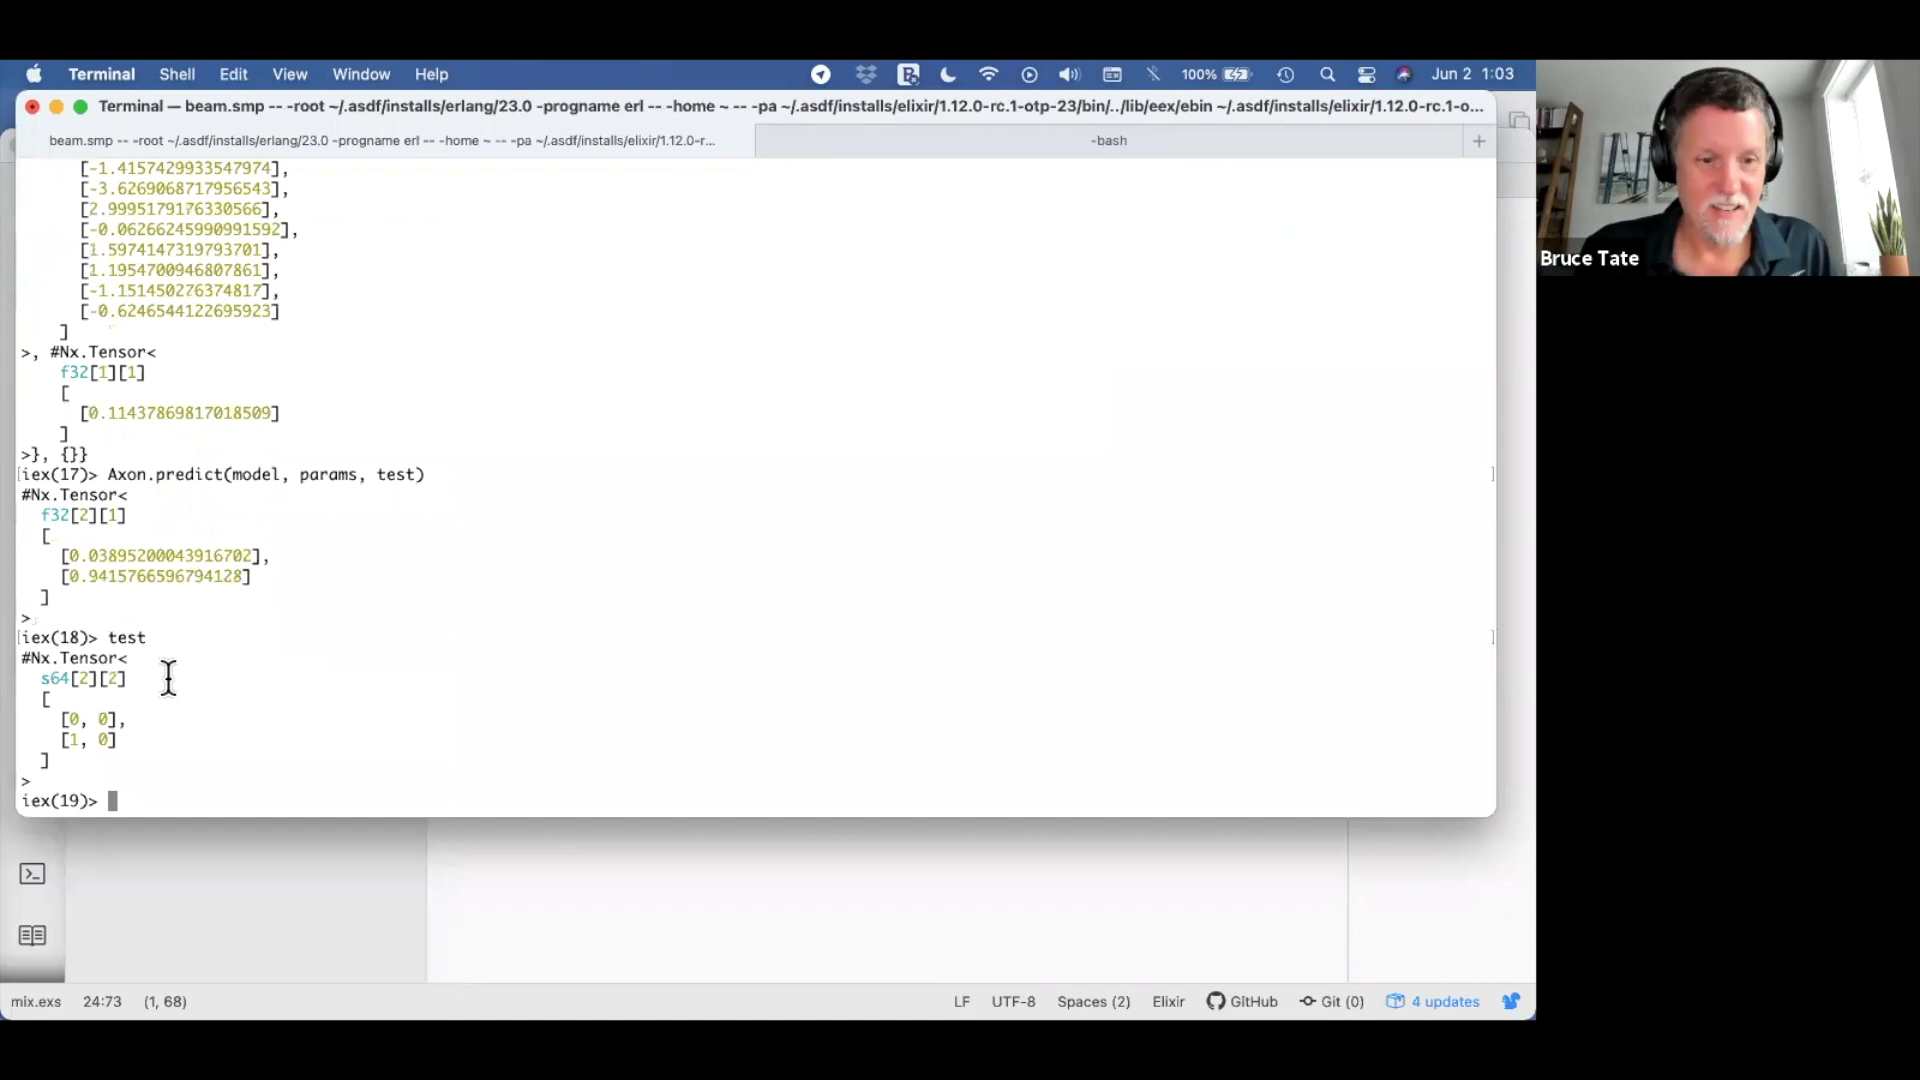 Terminal Shell Edit View Window Help 100% Jun 2 1:03
Terminal — beam.smp -- -root ~/.asdf/installs/erlang/23.0 -progname erl -- -home ~ -- -pa ~/.asdf/installs/elixir/1.12.0-rc.1-otp-23/bin/../lib/eex/ebin ~/.asdf/installs/elixir/1.12.0-rc.1-o...
beam.smp -- -root ~/.asdf/installs/erlang/23.0 -progname erl -- -home ~ -- -pa ~/.asdf/installs/elixir/1.12.0-r... -bash +
[-1.4157429933547974],
[-3.6269068717956543],
[2.9995179176330566],
[-0.06266245990991592],
[1.5974147319793701],
[1.1954700946807861],
[-1.151450276374817],
[-0.6246544122695923]
]
>, #Nx.Tensor<
f32[1][1]
[
[0.11437869817018509]
]
>}, {}}
[iex(17)> Axon.predict(model, params, test) ]
#Nx.Tensor<
f32[2][1]
[
[0.03895200043916702],
[0.9415766596794128]
]
>
[iex(18)> test ]
#Nx.Tensor<
s64[2][2]
[
[0, 0],
[1, 0]
]
>
iex(19)>
Bruce Tate
mix.exs 24:73 (1, 68) LF UTF-8 Spaces (2) Elixir GitHub Git (0) 4 updates